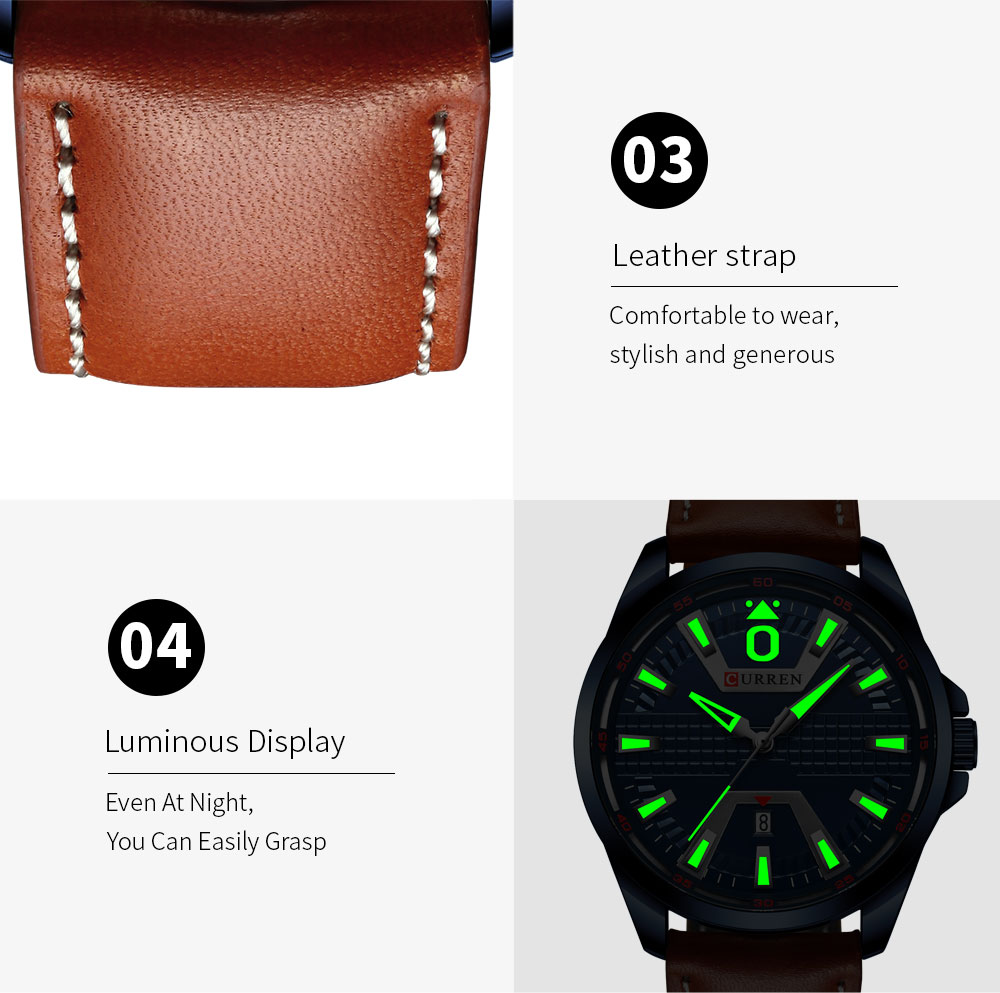 03
Leather strap
Comfortable to wear,
stylish and generous
04
Luminous Display
Even At Night,
You Can Easily Grasp
60
55
05
50
10
CURREN
45
15
8
40
20
35
25
30